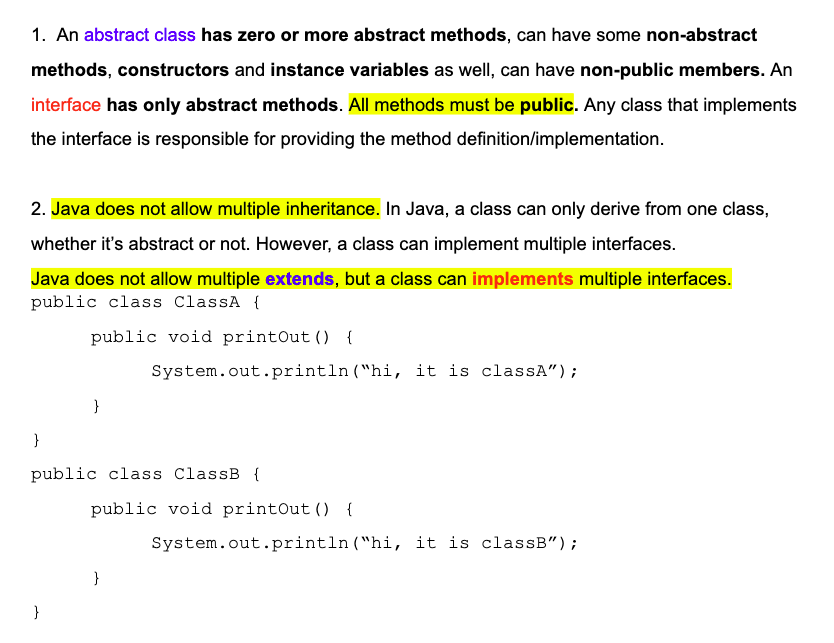 1. An abstract class has zero or more abstract methods, can have some non-abstract
methods, constructors and instance variables as well, can have non-public members. An
interface has only abstract methods. All methods must be public. Any class that implements
the interface is responsible for providing the method definition/implementation.
2. Java does not allow multiple inheritance. In Java, a class can only derive from one class,
whether it’s abstract or not. However, a class can implement multiple interfaces.
Java does not allow multiple extends, but a class can implements multiple interfaces.
public class ClassA {
public void printOut() {
System.out.println(“hi, it is classA”);
}
}
public class ClassB {
public void printOut() {
System.out.println(“hi, it is classB”);
}
}